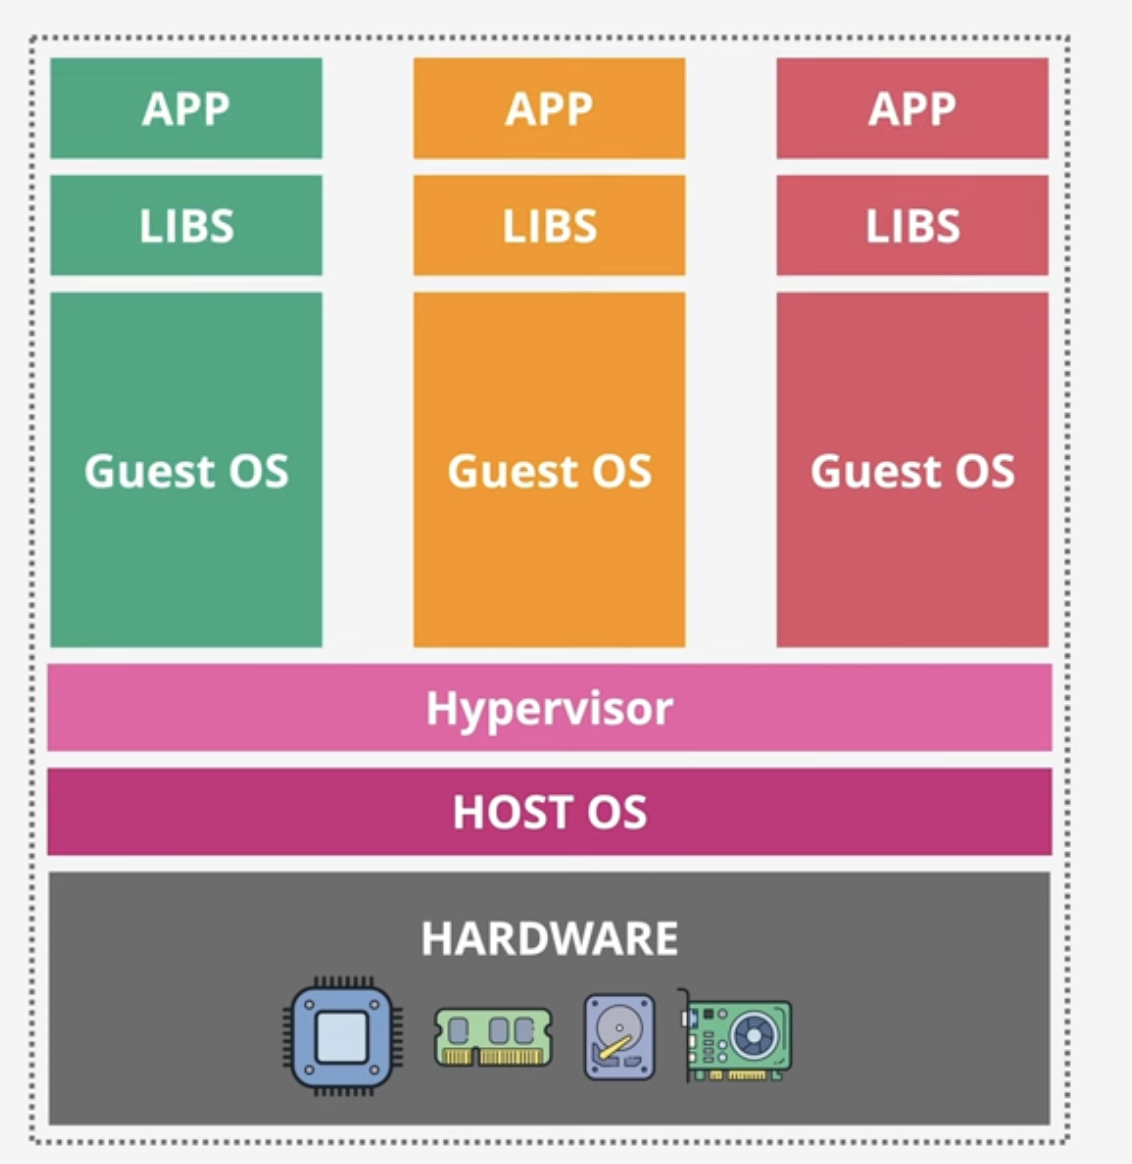 APP APP APP
LIBS LIBS LIBS
Guest OS Guest OS Guest OS
Hypervisor
HOST OS
HARDWARE